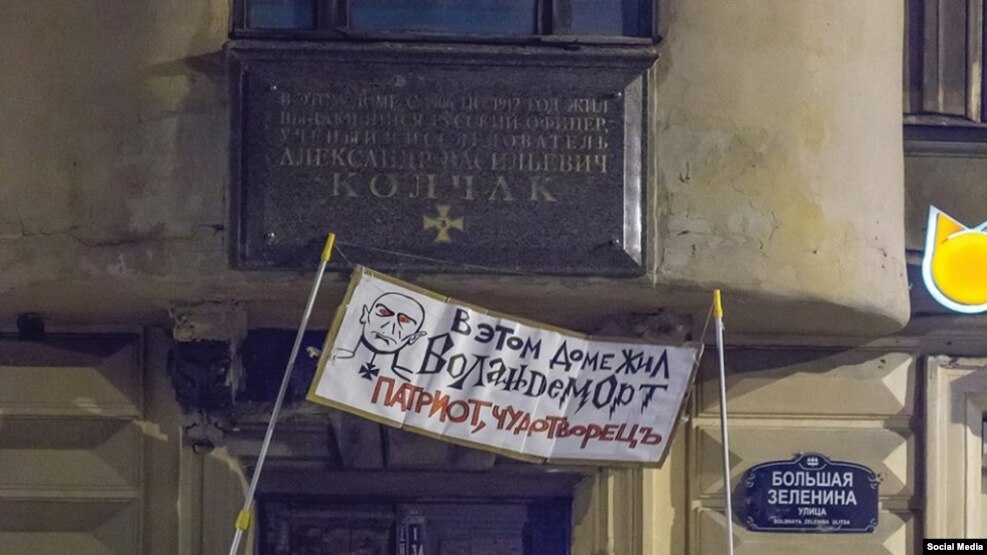 В ЭТОМ ДОМЕ С 1906 ПО 1912 ГОД ЖИЛ
ВЫДАЮЩИЙСЯ РУССКИЙ ОФИЦЕР,
УЧЕНЫЙ И ИССЛЕДОВАТЕЛЬ
АЛЕКСАНДР ВАСИЛЬЕВИЧ
КОЛЧАК
В ЭТОМ ДОМЕ ЖИЛ
ВОЛАНДЕМОРТ
ПАТРИОТ, ЧУДОТВОРЕЦЪ
БОЛЬШАЯ
ЗЕЛЕНИНА
УЛИЦА
BOLSHAYA ZELENINA ULITSA
Social Media